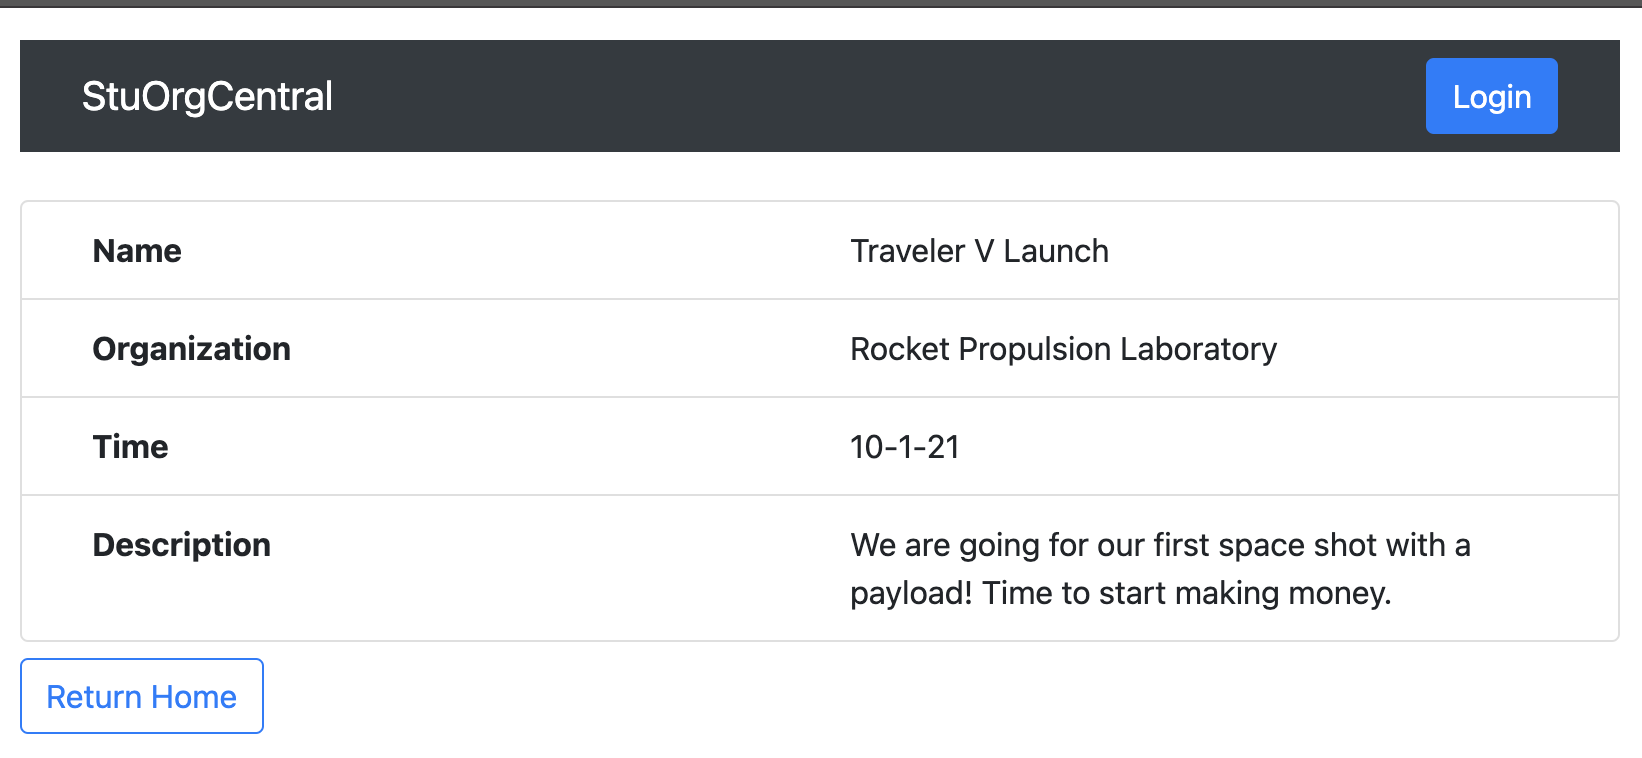 StuOrgCentral
Login
Name
Traveler V Launch
Organization
Rocket Propulsion Laboratory
Time
10-1-21
Description
We are going for our first space shot with a
payload! Time to start making money.
Return Home